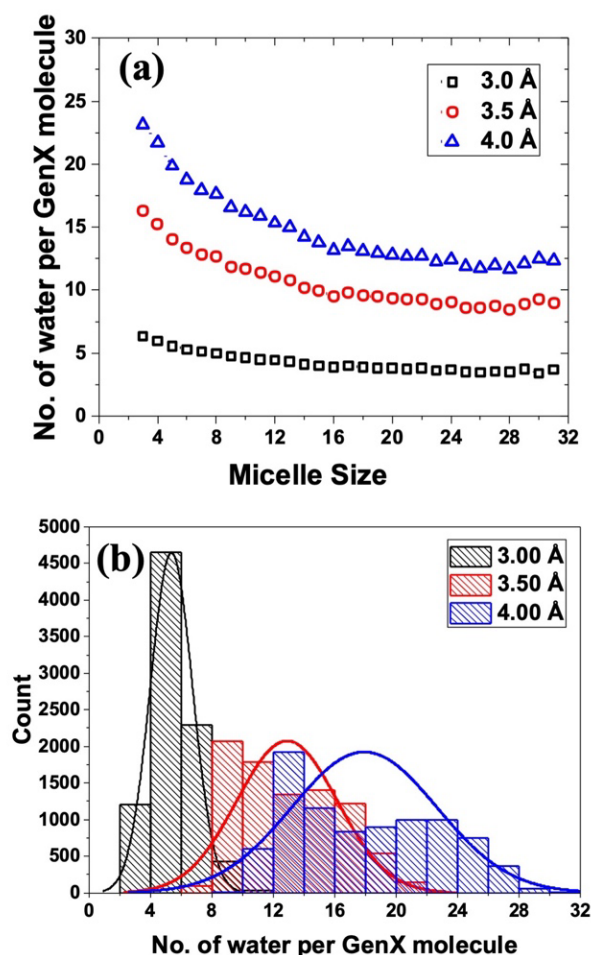 (a)
3.0 Å
3.5 Å
4.0 Å
30
25
20
15
10
5
0
No. of water per GenX molecule
0 4 8 12 16 20 24 28 32
Micelle Size
(b)
3.00 Å
3.50 Å
4.00 Å
5000
4500
4000
3500
3000
2500
2000
1500
1000
500
0
Count
0 4 8 12 16 20 24 28 32
No. of water per GenX molecule